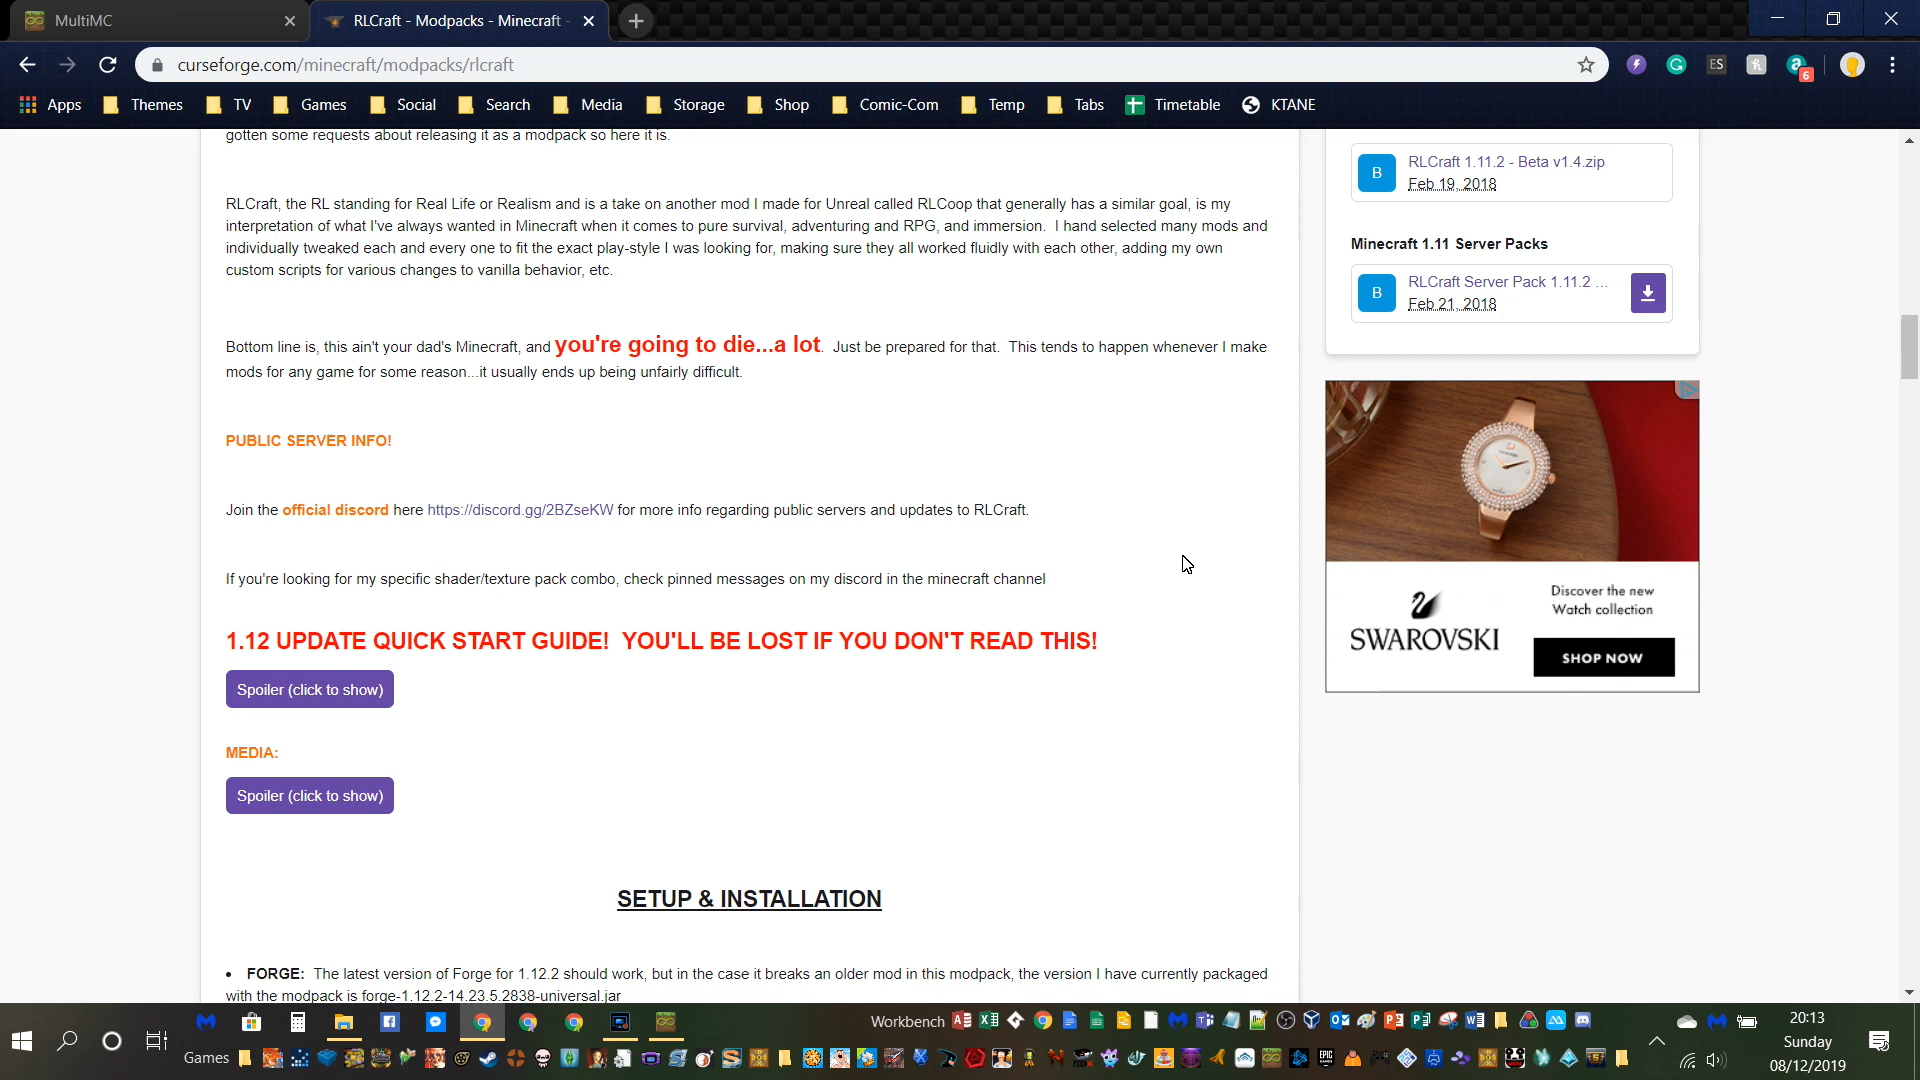 MultiMC
RLCraft - Modpacks - Minecraft -
curseforge.com/minecraft/modpacks/rlcraft
ES
6
Apps Themes TV Games Social Search Media Storage Shop Comic-Com Temp Tabs Timetable KTANE
gotten some requests about releasing it as a modpack so here it is.
RLCraft, the RL standing for Real Life or Realism and is a take on another mod I made for Unreal called RLCoop that generally has a similar goal, is my
interpretation of what I've always wanted in Minecraft when it comes to pure survival, adventuring and RPG, and immersion.  I hand selected many mods and
individually tweaked each and every one to fit the exact play-style I was looking for, making sure they all worked fluidly with each other, adding my own
custom scripts for various changes to vanilla behavior, etc.
Bottom line is, this ain't your dad's Minecraft, and you're going to die...a lot.  Just be prepared for that.  This tends to happen whenever I make
mods for any game for some reason...it usually ends up being unfairly difficult.
PUBLIC SERVER INFO!
Join the official discord here https://discord.gg/2BZseKW for more info regarding public servers and updates to RLCraft.
If you're looking for my specific shader/texture pack combo, check pinned messages on my discord in the minecraft channel
1.12 UPDATE QUICK START GUIDE!  YOU'LL BE LOST IF YOU DON'T READ THIS!
Spoiler (click to show)
MEDIA:
Spoiler (click to show)
SETUP & INSTALLATION
• FORGE:  The latest version of Forge for 1.12.2 should work, but in the case it breaks an older mod in this modpack, the version I have currently packaged
with the modpack is forge-1.12.2-14.23.5.2838-universal.jar
B
RLCraft 1.11.2 - Beta v1.4.zip
Feb 19, 2018
Minecraft 1.11 Server Packs
B
RLCraft Server Pack 1.11.2 ...
Feb 21, 2018
SWAROVSKI
Discover the new
Watch collection
SHOP NOW
Workbench
Games
20:13
Sunday
08/12/2019